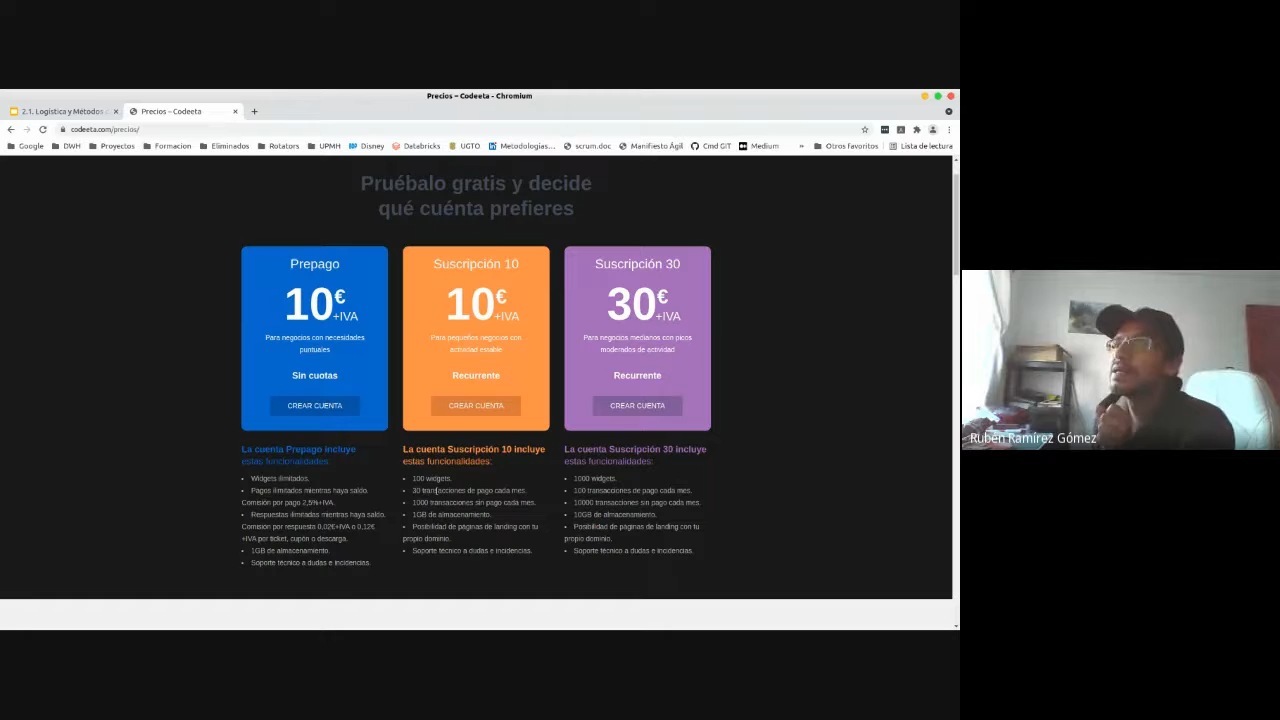 Precios – Codeeta - Chromium
2.1. Logística y Métodos
Precios – Codeeta
codeeta.com/precios/
Google DWH Proyectos Formacion Eliminados Rotators UPMH Disney Databricks UGTO Metodologías... scrum.doc Manifiesto Ágil Cmd GIT Medium » Otros favoritos Lista de lectura
Pruébalo gratis y decide
qué cuénta prefieres
Prepago
10€
+IVA
Para negocios con necesidades
puntuales
Sin cuotas
CREAR CUENTA
Suscripción 10
10€
+IVA
Para pequeños negocios con
actividad estable
Recurrente
CREAR CUENTA
Suscripción 30
30€
+IVA
Para negocios medianos con picos
moderados de actividad
Recurrente
CREAR CUENTA
La cuenta Prepago incluye
estas funcionalidades:
• Widgets ilimitados.
• Pagos ilimitados mientras haya saldo.
Comisión por pago 2,5%+IVA.
• Respuestas ilimitadas mientras haya saldo.
Comisión por respuesta 0,02€+IVA o 0,12€
+IVA por ticket, cupón o descarga.
• 1GB de almacenamiento.
• Soporte técnico a dudas e incidencias.
La cuenta Suscripción 10 incluye
estas funcionalidades:
• 100 widgets.
• 30 transacciones de pago cada mes.
• 1000 transacciones sin pago cada mes.
• 1GB de almacenamiento.
• Posibilidad de páginas de landing con tu
propio dominio.
• Soporte técnico a dudas e incidencias.
La cuenta Suscripción 30 incluye
estas funcionalidades:
• 1000 widgets.
• 100 transacciones de pago cada mes.
• 10000 transacciones sin pago cada mes.
• 10GB de almacenamiento.
• Posibilidad de páginas de landing con tu
propio dominio.
• Soporte técnico a dudas e incidencias.
Rubén Ramírez Gómez